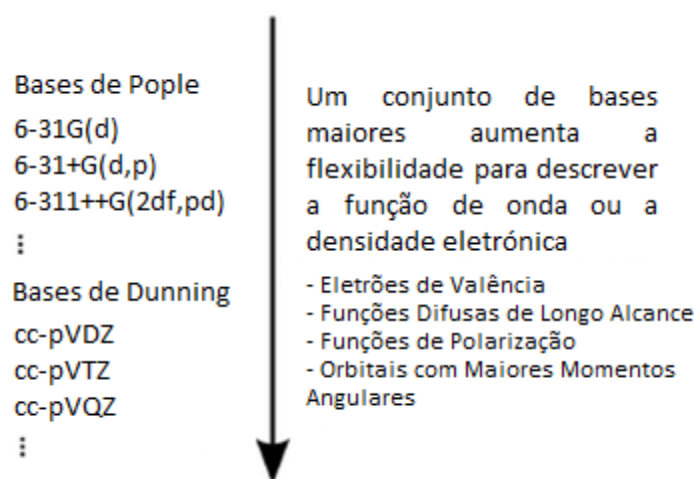 Bases de Pople
6-31G(d)
6-31+G(d,p)
6-311++G(2df,pd)
⋮
Bases de Dunning
cc-pVDZ
cc-pVTZ
cc-pVQZ
⋮
Um conjunto de bases
maiores aumenta a
flexibilidade para descrever
a função de onda ou a
densidade eletrónica
- Eletrões de Valência
- Funções Difusas de Longo Alcance
- Funções de Polarização
- Orbitais com Maiores Momentos
Angulares